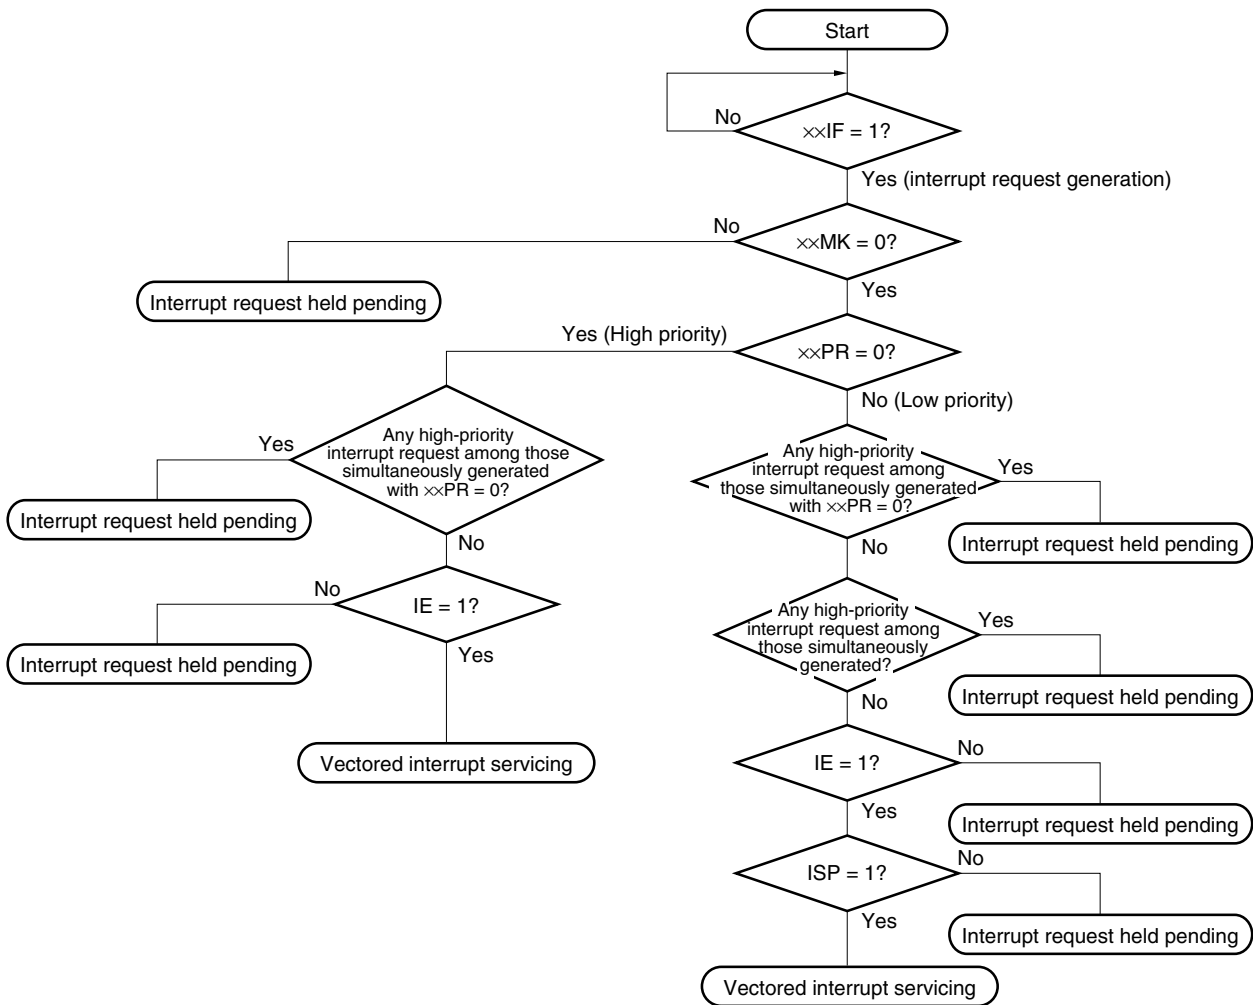 Start
No
××IF = 1?
Yes (interrupt request generation)
No
××MK = 0?
Interrupt request held pending
Yes
Yes (High priority)
××PR = 0?
No (Low priority)
Yes
Any high-priority
interrupt request among those
simultaneously generated
with ××PR = 0?
Any high-priority
interrupt request among
those simultaneously generated
with ××PR = 0?
Yes
Interrupt request held pending
Interrupt request held pending
No
No
No
IE = 1?
Any high-priority
interrupt request among
those simultaneously
generated?
Yes
Interrupt request held pending
Yes
Interrupt request held pending
No
Vectored interrupt servicing
IE = 1?
No
Yes
Interrupt request held pending
ISP = 1?
No
Yes
Interrupt request held pending
Vectored interrupt servicing